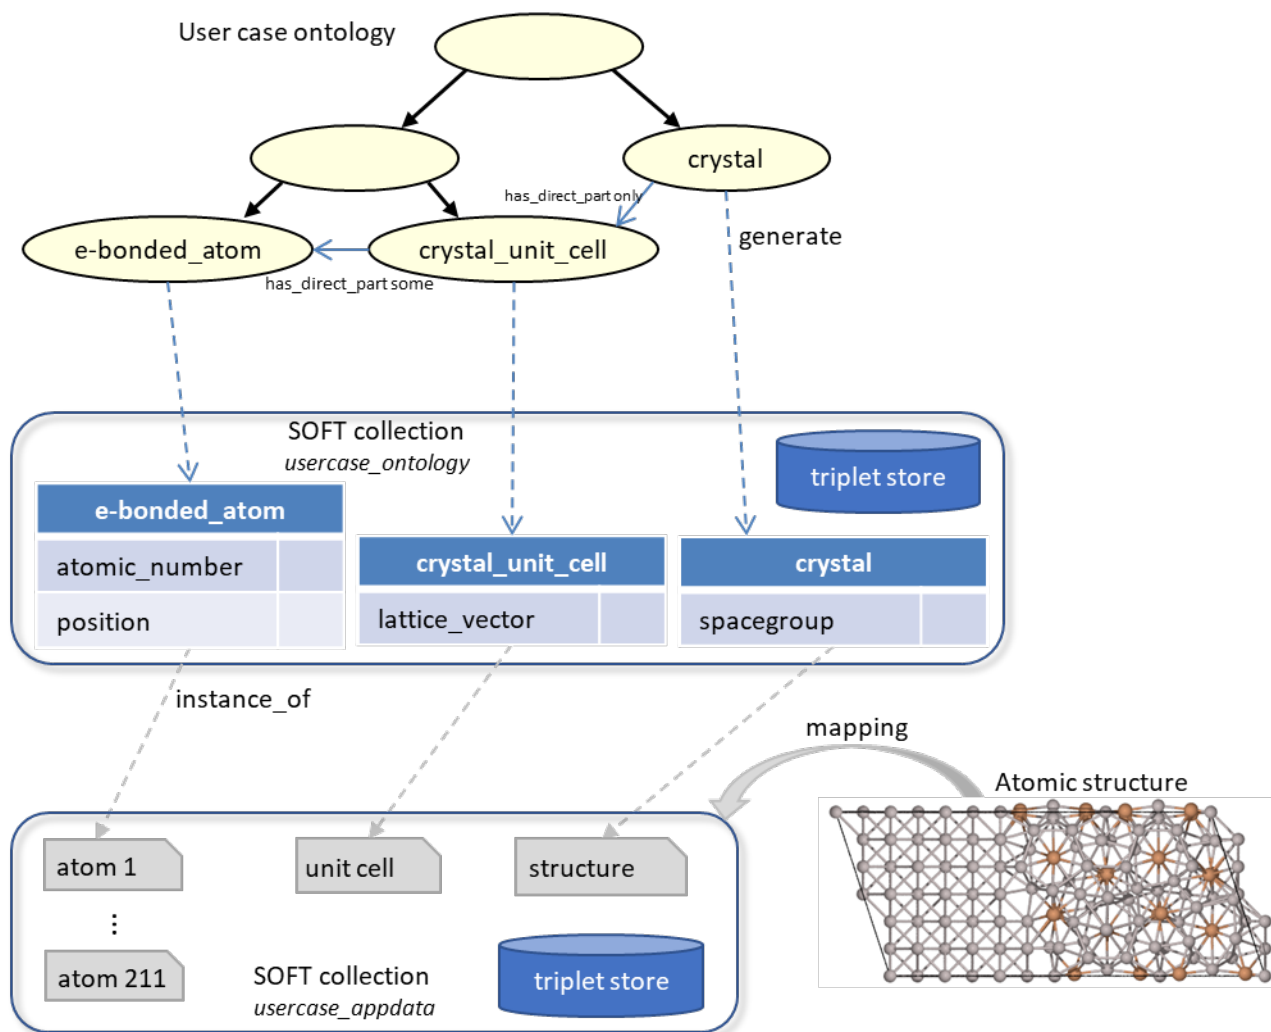 User case ontology
crystal
has_direct_part only
e-bonded_atom
crystal_unit_cell
generate
has_direct_part some
SOFT collection
usercase_ontology
triplet store
e-bonded_atom
atomic_number
position
crystal_unit_cell
lattice_vector
crystal
spacegroup
instance_of
mapping
Atomic structure
atom 1
unit cell
structure
⋮
atom 211
SOFT collection
usercase_appdata
triplet store